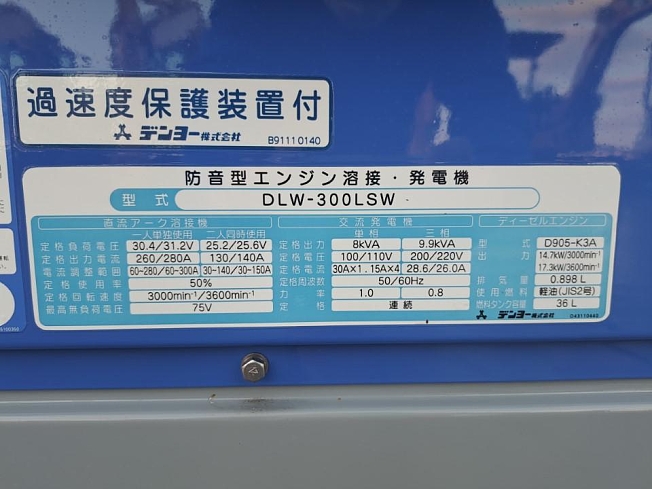 過速度保護装置付
デンヨー株式会社 B91110140
防音型エンジン溶接・発電機
型式 DLW-300LSW
直流アーク溶接機
一人単独使用 二人同時使用
定格負荷電圧 30.4/31.2V 25.2/25.6V
定格出力電流 260/280A 130/140A
電流調整範囲 60-280/60-300A 30-140/30-150A
定格使用率 50%
定格回転速度 3000min⁻¹/3600min⁻¹
最高無負荷電圧 75V
交流発電機
単相 三相
定格出力 8kVA 9.9kVA
定格電圧 100/110V 200/220V
定格電流 30A×1.15A×4 28.6/26.0A
定格周波数 50/60Hz
力率 1.0 0.8
定格 連続
ディーゼルエンジン
型式 D905-K3A
出力 14.7kW/3000min⁻¹
17.3kW/3600min⁻¹
排気量 0.898L
使用燃料 軽油(JIS2号)
燃料タンク容量 36L
デンヨー株式会社